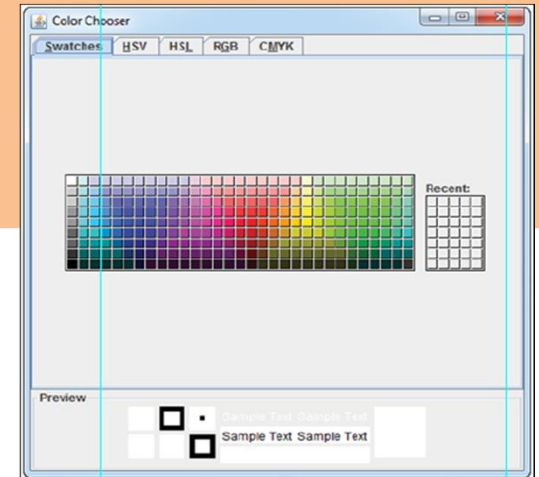 Color Chooser
Swatches HSV HSL RGB CMYK
Recent:
Preview
Sample Text Sample Text
Sample Text Sample Text